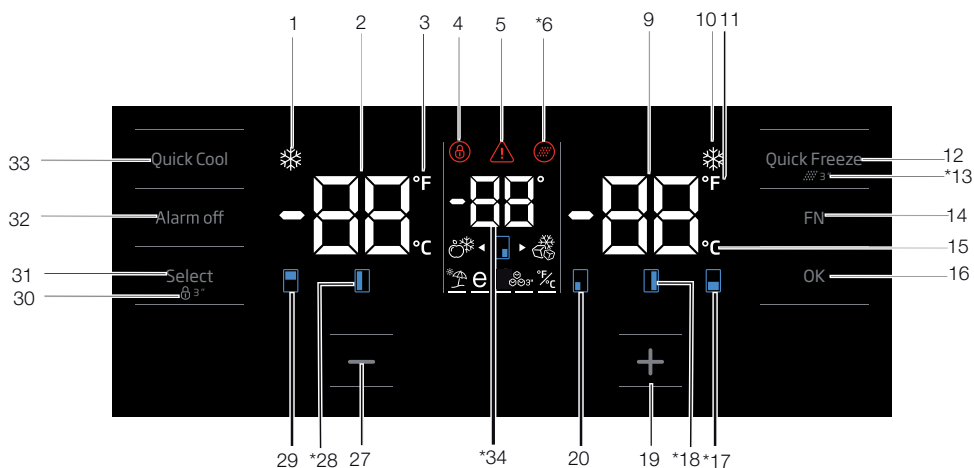 1 2 3 4 5 *6 9 10 11
33 Quick Cool Quick Freeze 12
3" *13
°F ° °F
-88 -88 -88
32 Alarm off FN 14
°C °C 15
31 Select OK 16
30 3"
e 3" °F/°C
− +
29 *28 27 *34 20 19 *18 *17